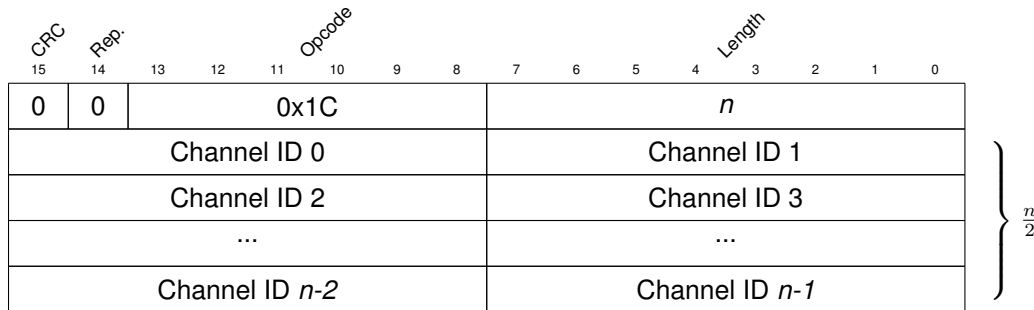 CRC Rep. Opcode Length
15 14 13 12 11 10 9 8 7 6 5 4 3 2 1 0
0 0 0x1C n
Channel ID 0 Channel ID 1
Channel ID 2 Channel ID 3
... ...
Channel ID n-2 Channel ID n-1
n
2